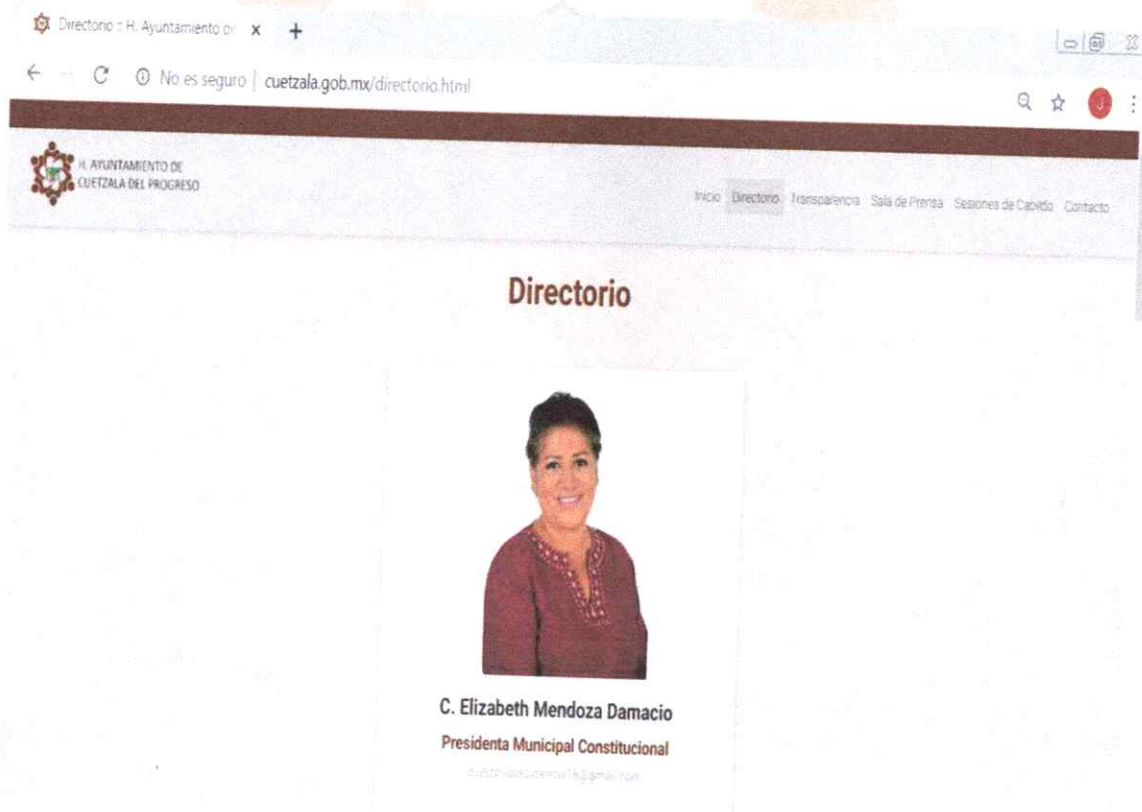 Directorio :: H. Ayuntamiento
No es seguro | cuetzala.gob.mx/directorio.html
J
H. AYUNTAMIENTO DE
CUETZALA DEL PROGRESO
Inicio Directorio Transparencia Sala de Prensa Sesiones de Cabildo Contacto
Directorio
C. Elizabeth Mendoza Damacio
Presidenta Municipal Constitucional